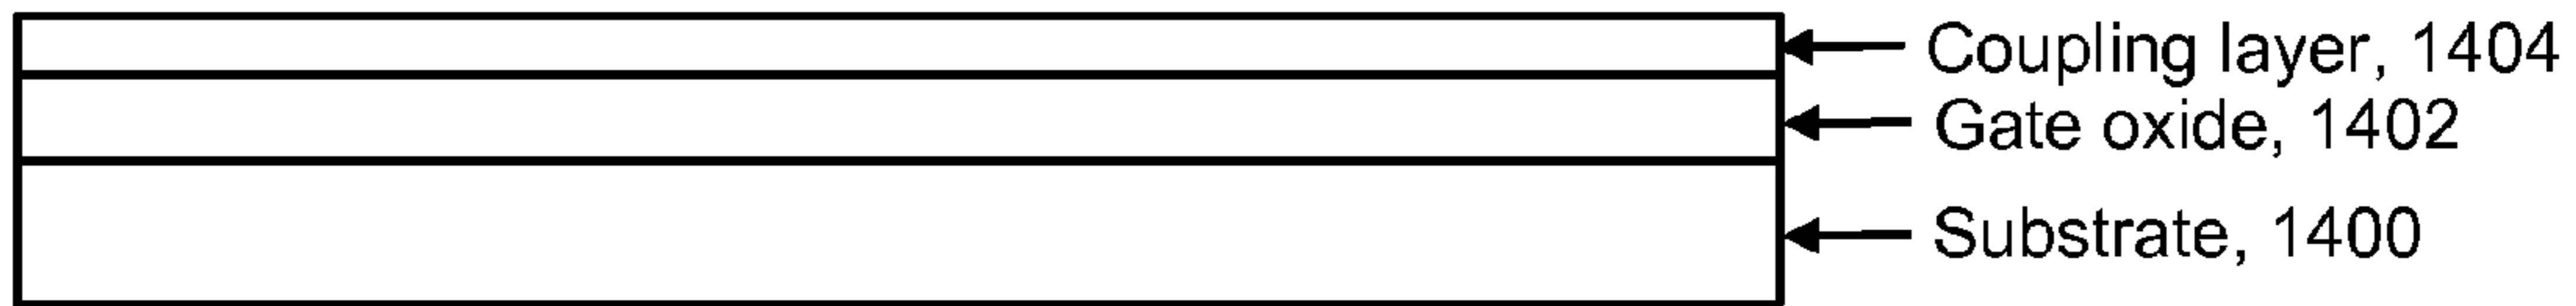 Coupling layer, 1404
Gate oxide, 1402
Substrate, 1400